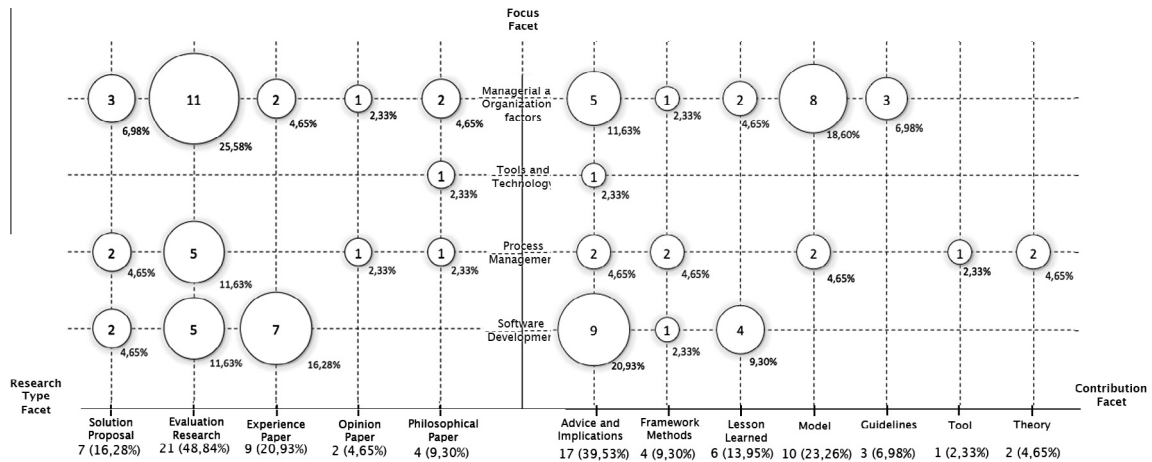 Focus
Facet
3
11
2
1
2
Managerial a
Organization
factors
5
1
2
8
3
6,98%
25,58%
4,65%
2,33%
4,65%
11,63%
2,33%
4,65%
18,60%
6,98%
1
2,33%
Tools and
Technology
1
2,33%
2
5
1
1
Process
Managemer
2
2
2
1
2
4,65%
11,63%
2,33%
2,33%
4,65%
4,65%
4,65%
2,33%
4,65%
2
5
7
Software
Developmer
9
1
4
4,65%
11,63%
16,28%
20,93%
2,33%
9,30%
Research
Type
Facet
Contribution
Facet
Solution
Proposal
7 (16,28%)
Evaluation
Research
21 (48,84%)
Experience
Paper
9 (20,93%)
Opinion
Paper
2 (4,65%)
Philosophical
Paper
4 (9,30%)
Advice and
Implications
17 (39,53%)
Framework
Methods
4 (9,30%)
Lesson
Learned
6 (13,95%)
Model
10 (23,26%)
Guidelines
3 (6,98%)
Tool
1 (2,33%)
Theory
2 (4,65%)